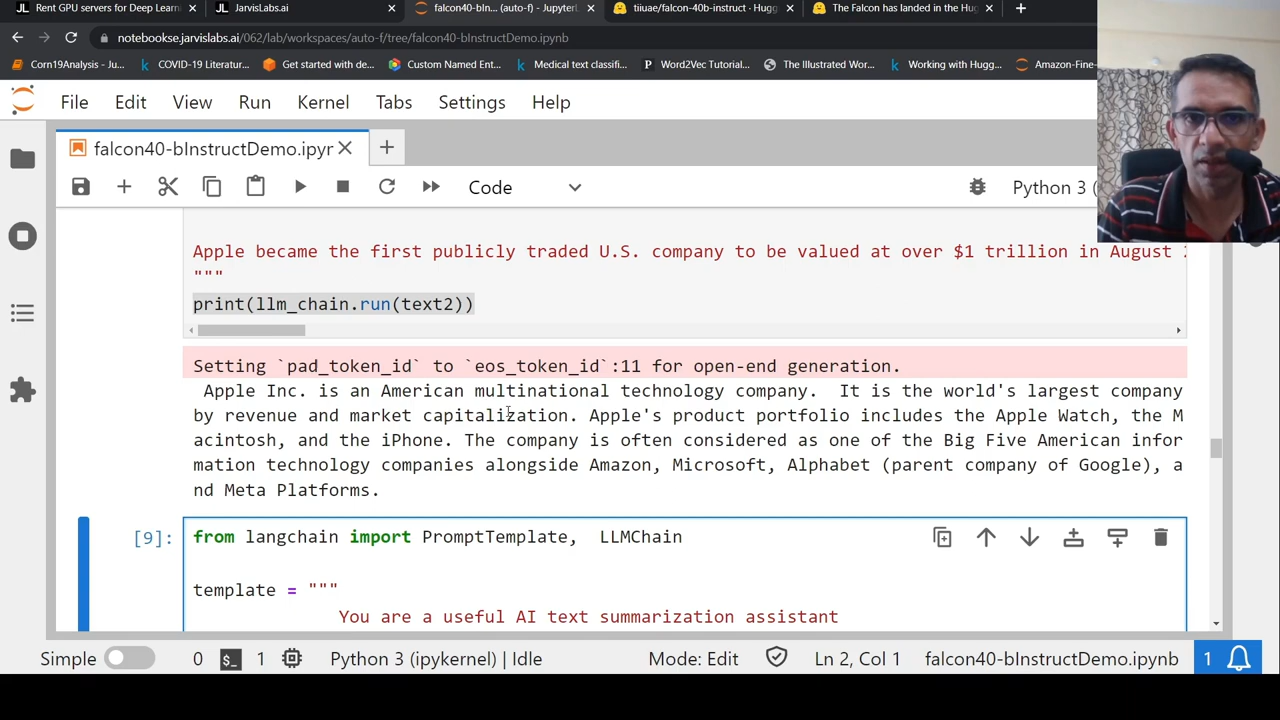 Rent GPU servers for Deep Learni
JarvisLabs.ai
falcon40-bIn... (auto-f) - JupyterL
tiiuae/falcon-40b-instruct · Hugg
The Falcon has landed in the Hug
notebookse.jarvislabs.ai/062/lab/workspaces/auto-f/tree/falcon40-bInstructDemo.ipynb
Corn19Analysis - Ju...
COVID-19 Literatur...
Get started with de...
Custom Named Ent...
Medical text classifi...
Word2Vec Tutorial...
The Illustrated Wor...
Working with Hugg...
Amazon-Fine-
File Edit View Run Kernel Tabs Settings Help
falcon40-bInstructDemo.ipyr
Code
Python 3 (
Apple became the first publicly traded U.S. company to be valued at over $1 trillion in August 2
"""
print(llm_chain.run(text2))
Setting `pad_token_id` to `eos_token_id`:11 for open-end generation.
Apple Inc. is an American multinational technology company.  It is the world's largest company
by revenue and market capitalization. Apple's product portfolio includes the Apple Watch, the M
acintosh, and the iPhone. The company is often considered as one of the Big Five American infor
mation technology companies alongside Amazon, Microsoft, Alphabet (parent company of Google), a
nd Meta Platforms.
[9]:
from langchain import PromptTemplate,  LLMChain
template = """
You are a useful AI text summarization assistant
Simple 0 $_ 1 Python 3 (ipykernel) | Idle Mode: Edit Ln 2, Col 1 falcon40-bInstructDemo.ipynb 1